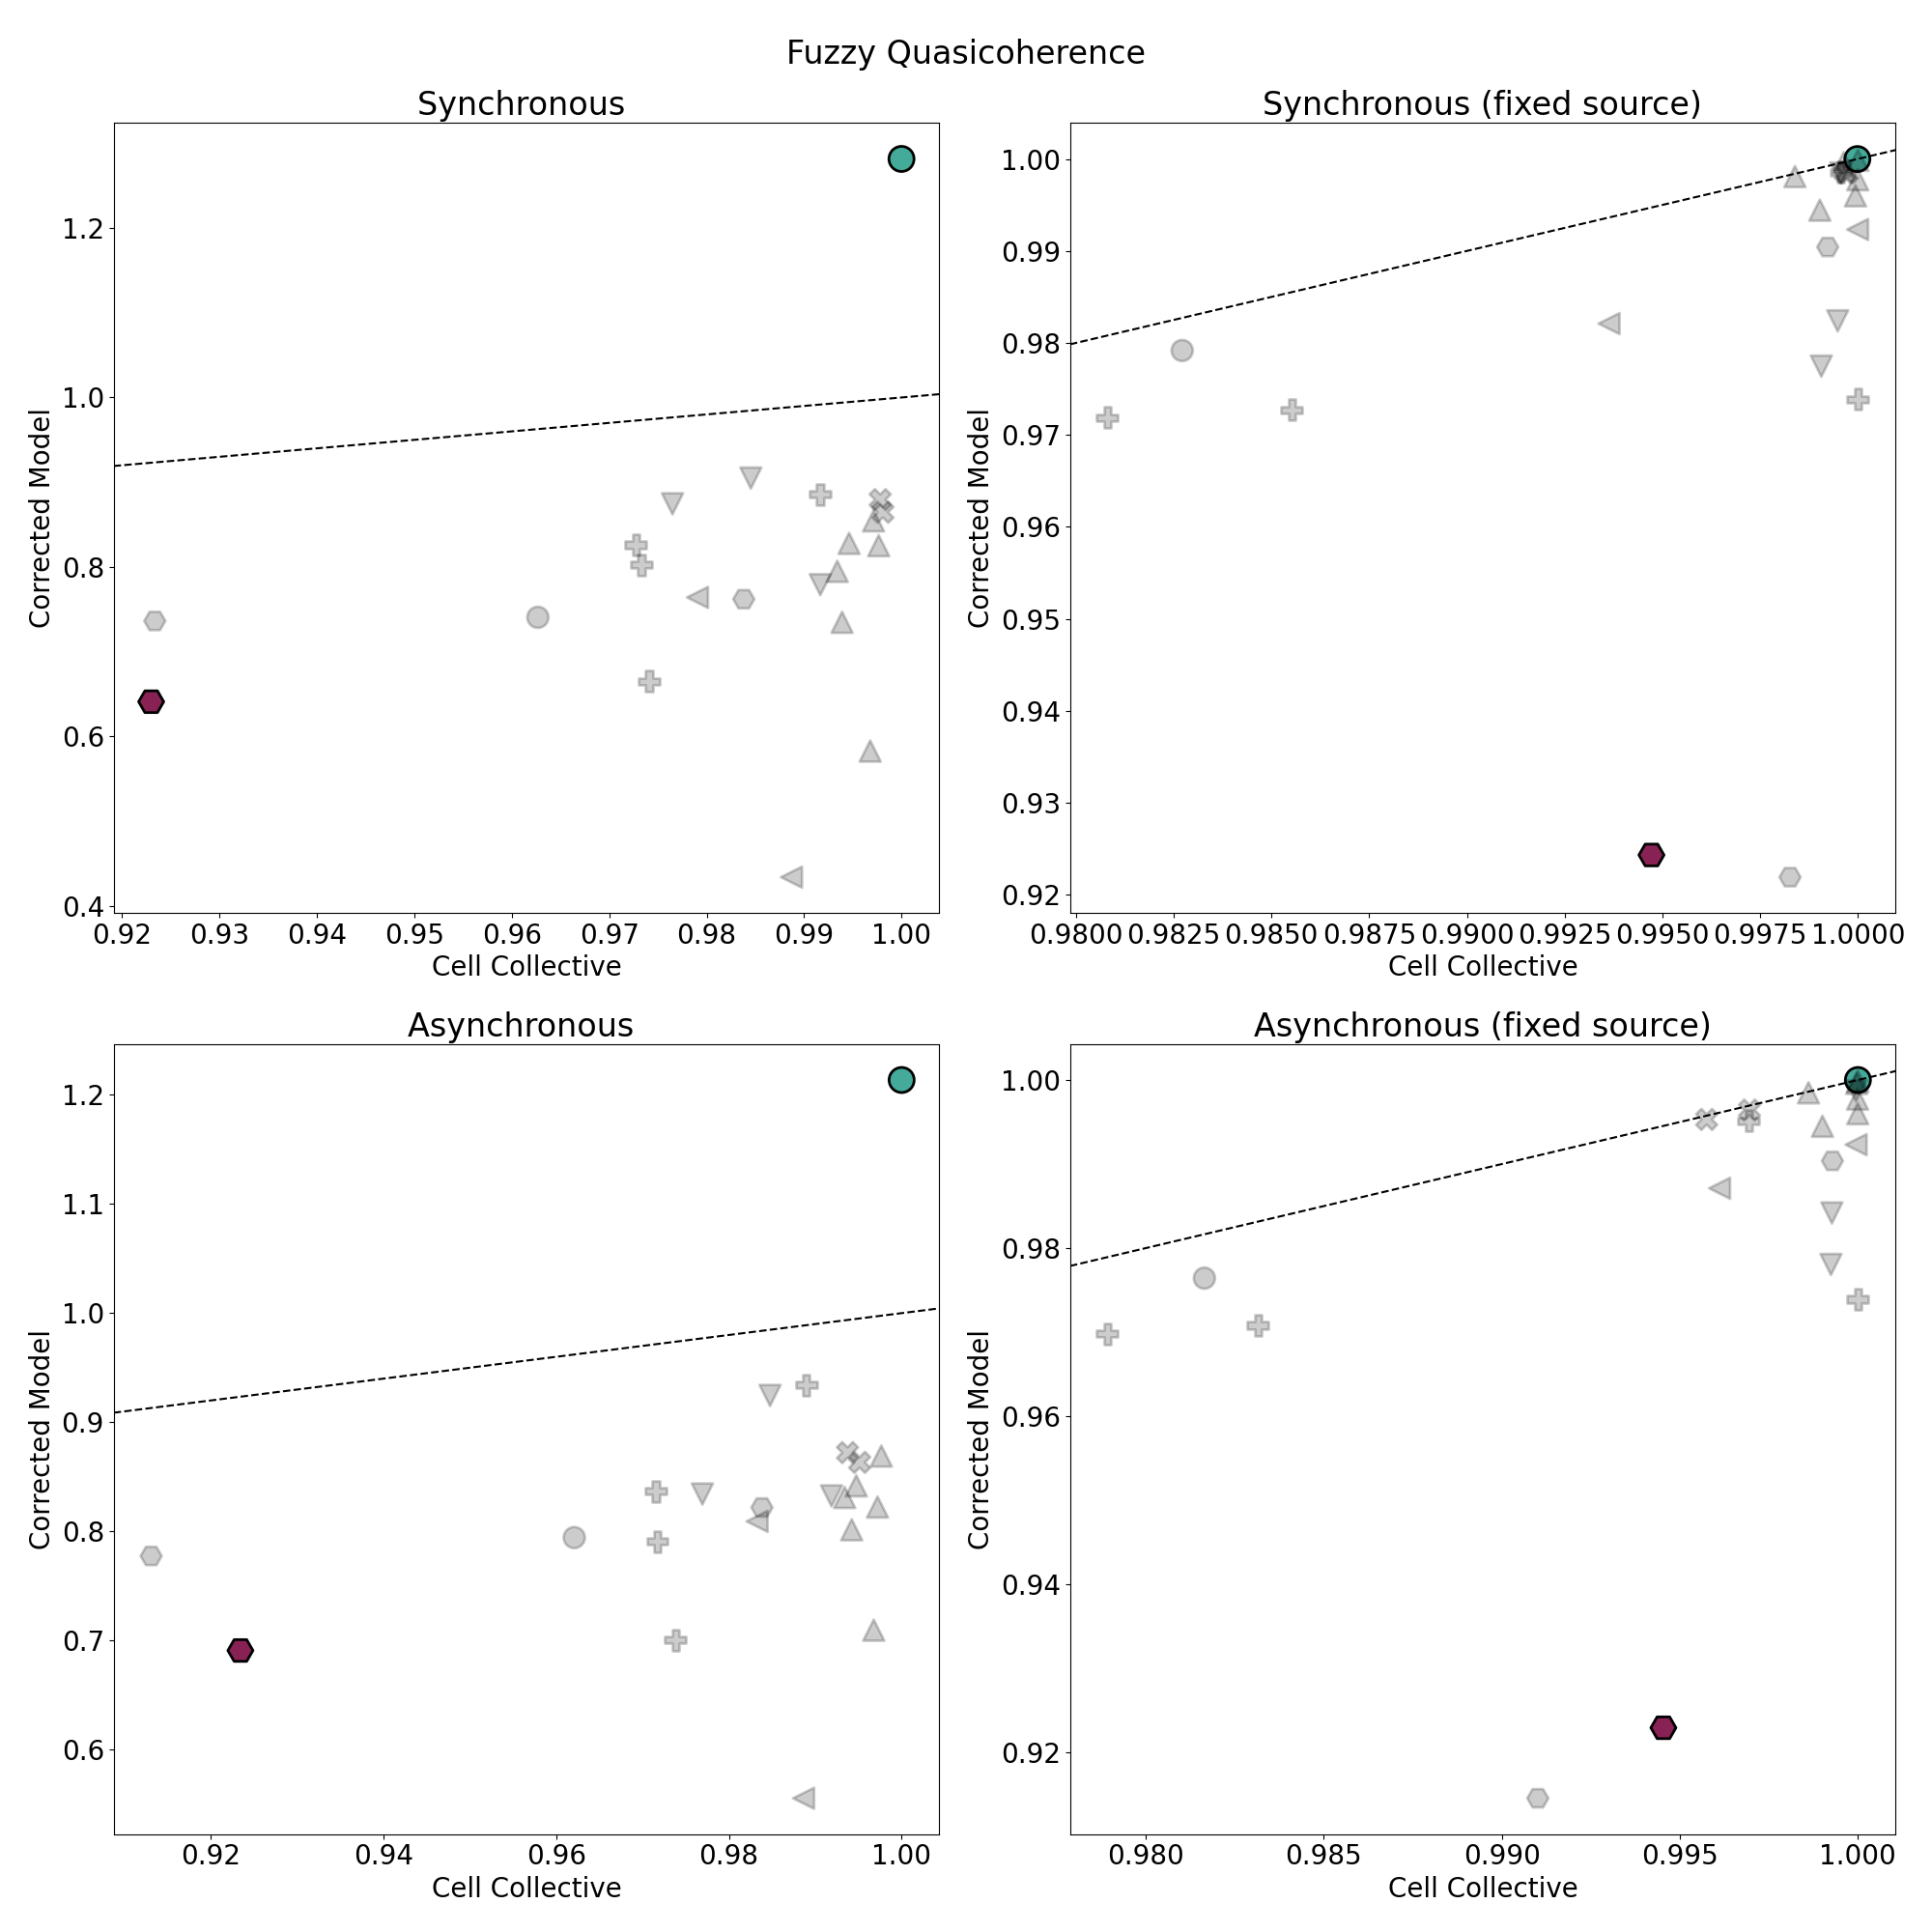 Fuzzy Quasicoherence
Synchronous
1.2
1.0
0.8
0.6
0.4
Corrected Model
0.92 0.93 0.94 0.95 0.96 0.97 0.98 0.99 1.00
Cell Collective
Synchronous (fixed source)
1.00
0.99
0.98
0.97
0.96
0.95
0.94
0.93
0.92
Corrected Model
0.9800 0.9825 0.9850 0.9875 0.9900 0.9925 0.9950 0.9975 1.0000
Cell Collective
Asynchronous
1.2
1.1
1.0
0.9
0.8
0.7
0.6
Corrected Model
0.92 0.94 0.96 0.98 1.00
Cell Collective
Asynchronous (fixed source)
1.00
0.98
0.96
0.94
0.92
Corrected Model
0.980 0.985 0.990 0.995 1.000
Cell Collective